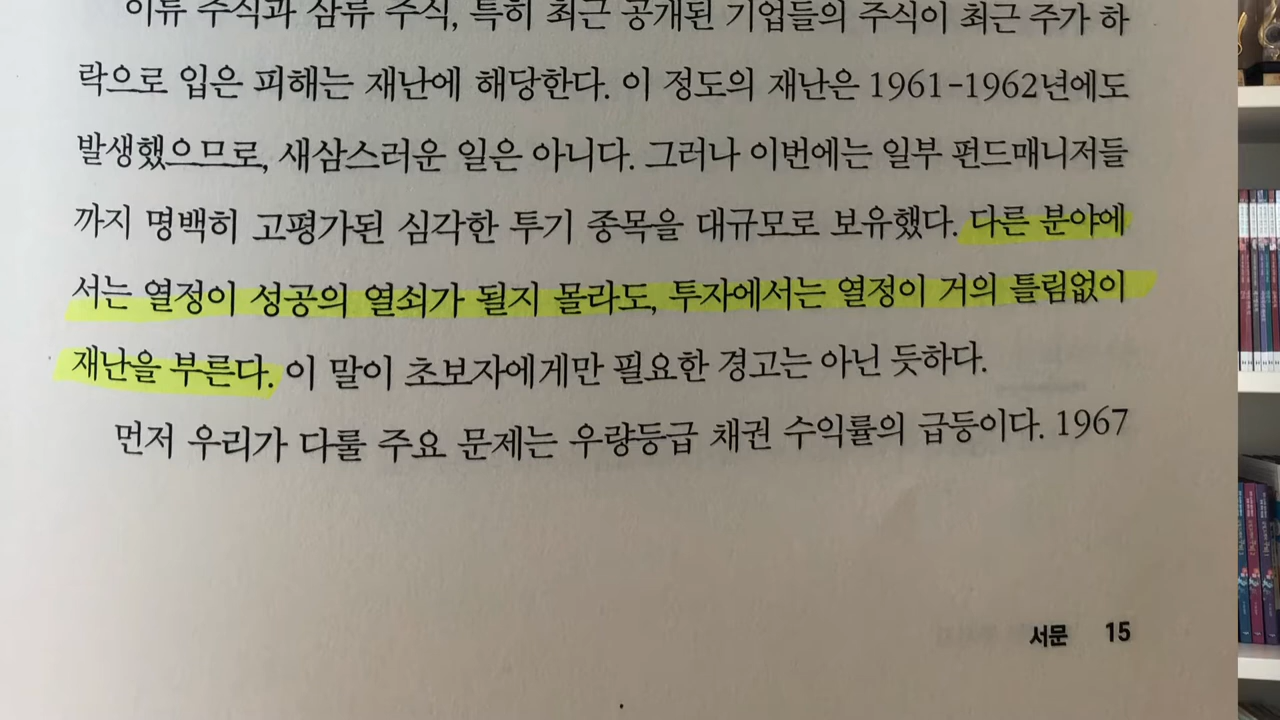 이류 주식과 삼류 주식, 특히 최근 공개된 기업들의 주식이 최근 주가 하
락으로 입은 피해는 재난에 해당한다. 이 정도의 재난은 1961-1962년에도
발생했으므로, 새삼스러운 일은 아니다. 그러나 이번에는 일부 펀드매니저들
까지 명백히 고평가된 심각한 투기 종목을 대규모로 보유했다. 다른 분야에
서는 열정이 성공의 열쇠가 될지 몰라도, 투자에서는 열정이 거의 틀림없이
재난을 부른다. 이 말이 초보자에게만 필요한 경고는 아닌 듯하다.
먼저 우리가 다룰 주요 문제는 우량등급 채권 수익률의 급등이다. 1967
서문 15